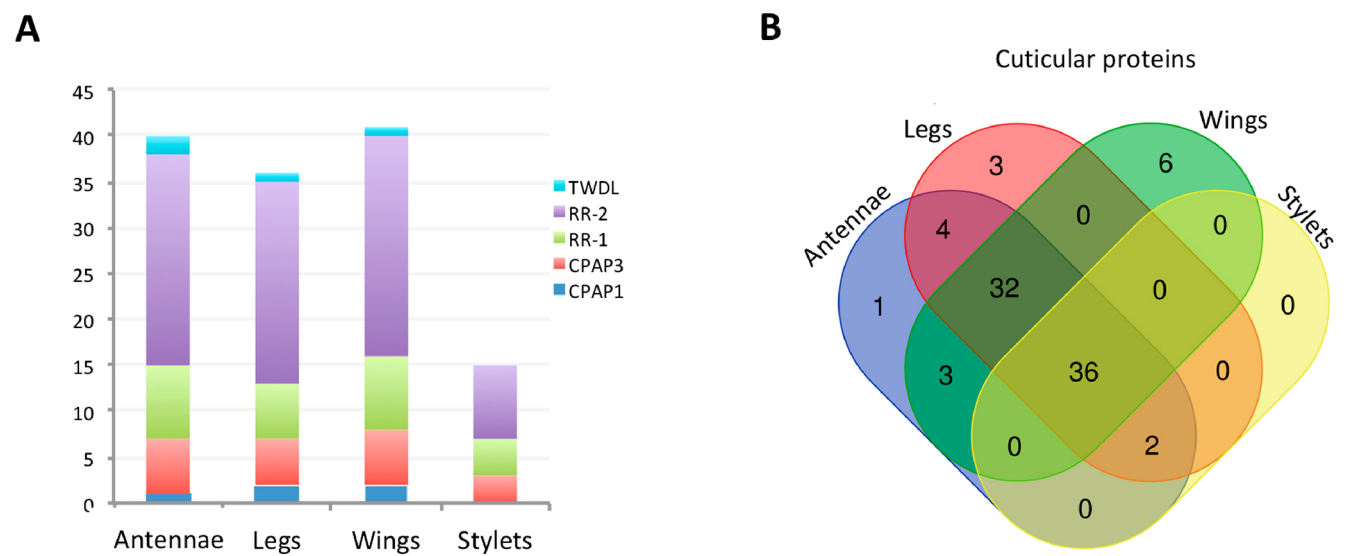 A
45
40
35
30
25
20
15
10
5
0
Antennae
Legs
Wings
Stylets
TWDL
RR-2
RR-1
CPAP3
CPAP1
B
Cuticular proteins
Legs
Wings
Antennae
Stylets
3
6
4
0
0
1
32
0
0
3
36
0
0
2
0